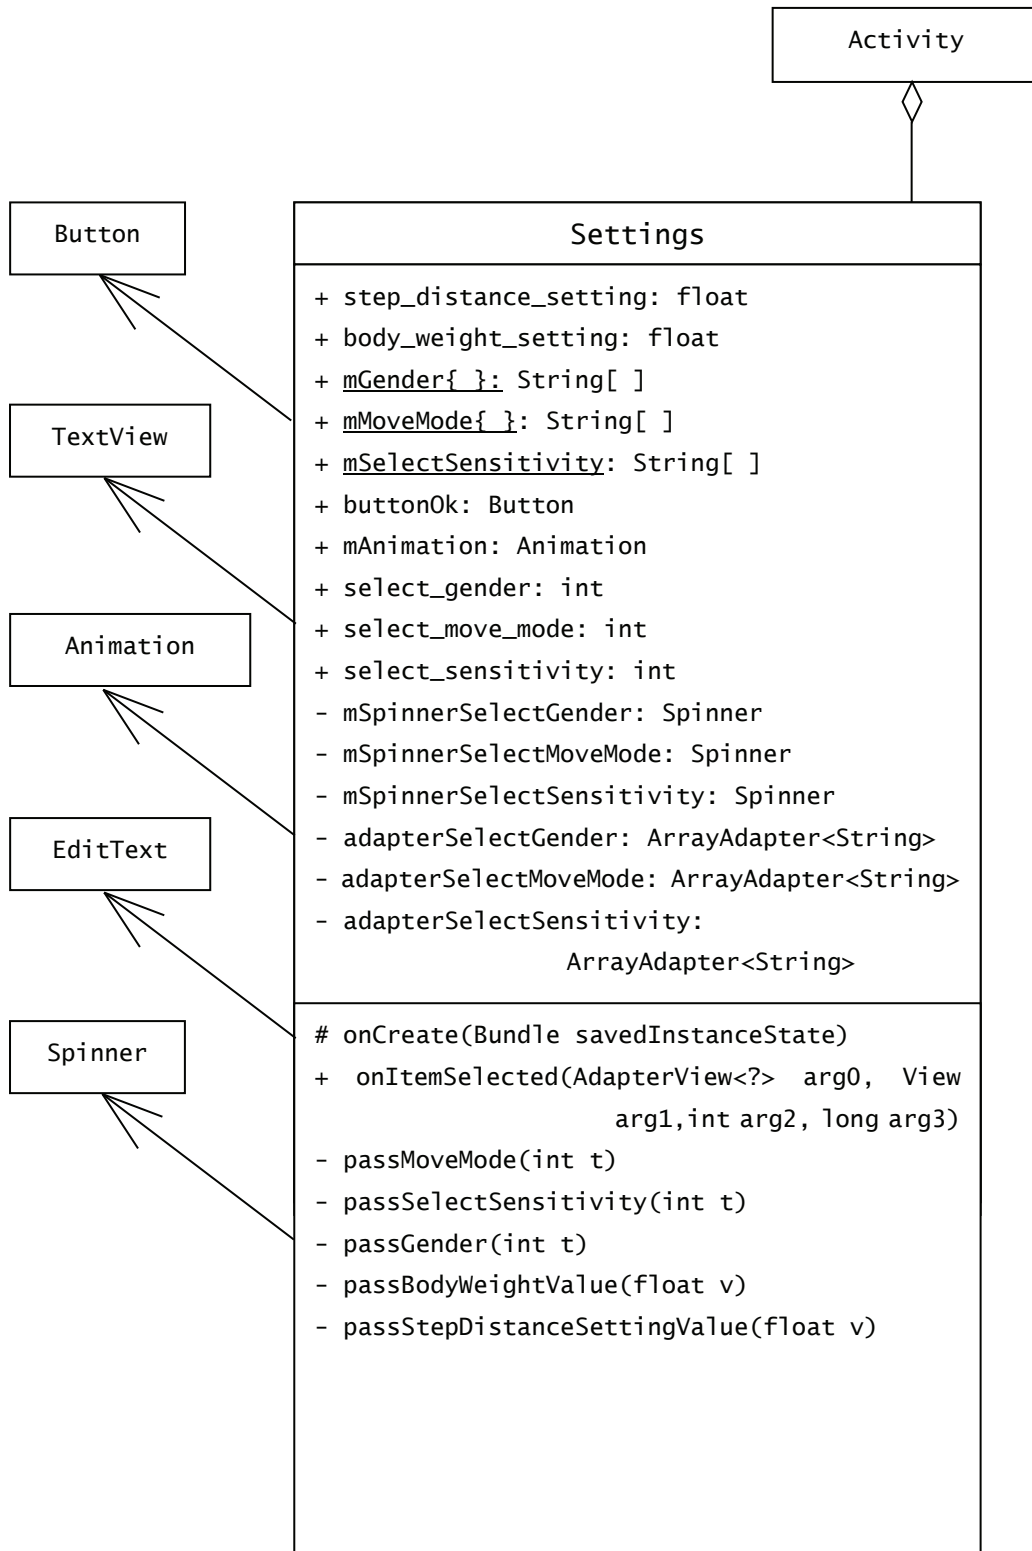 Activity
Button
TextView
Animation
EditText
Spinner
Settings
+ step_distance_setting: float
+ body_weight_setting: float
+ mGender{ }: String[ ]
+ mMoveMode{ }: String[ ]
+ mSelectSensitivity: String[ ]
+ buttonOk: Button
+ mAnimation: Animation
+ select_gender: int
+ select_move_mode: int
+ select_sensitivity: int
- mSpinnerSelectGender: Spinner
- mSpinnerSelectMoveMode: Spinner
- mSpinnerSelectSensitivity: Spinner
- adapterSelectGender: ArrayAdapter<String>
- adapterSelectMoveMode: ArrayAdapter<String>
- adapterSelectSensitivity:
ArrayAdapter<String>
# onCreate(Bundle savedInstanceState)
+ onItemSelected(AdapterView<?> arg0, View
arg1,int arg2, long arg3)
- passMoveMode(int t)
- passSelectSensitivity(int t)
- passGender(int t)
- passBodyWeightValue(float v)
- passStepDistanceSettingValue(float v)